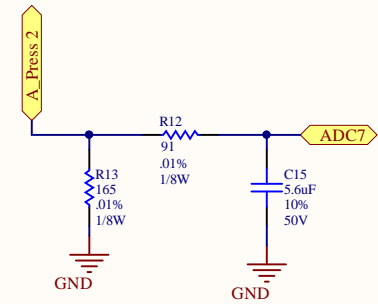 A_Press 2
R12
91
.01%
1/8W
ADC7
R13
165
.01%
1/8W
C15
5.6uF
10%
50V
GND
GND